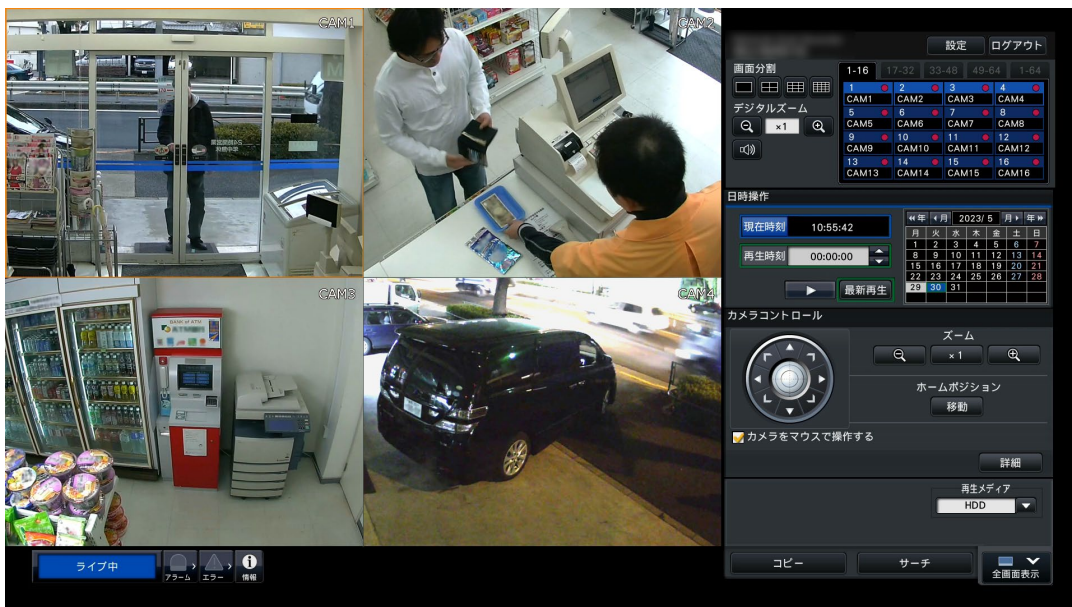 CAM1
CAM2
CAM3
BANK of ATM
CAM4
設定 ログアウト
画面分割
デジタルズーム
×1
1-16 17-32 33-48 49-64 1-64
1 2 3 4
CAM1 CAM2 CAM3 CAM4
5 6 7 8
CAM5 CAM6 CAM7 CAM8
9 10 11 12
CAM9 CAM10 CAM11 CAM12
13 14 15 16
CAM13 CAM14 CAM15 CAM16
日時操作
現在時刻 10:55:42
再生時刻 00:00:00
最新再生
年 月 2023/ 5 月 年
月 火 水 木 金 土 日
1 2 3 4 5 6 7
8 9 10 11 12 13 14
15 16 17 18 19 20 21
22 23 24 25 26 27 28
29 30 31
カメラコントロール
ズーム
×1
ホームポジション
移動
カメラをマウスで操作する
詳細
再生メディア
HDD
コピー サーチ 全画面表示
ライブ中 アラーム エラー 情報